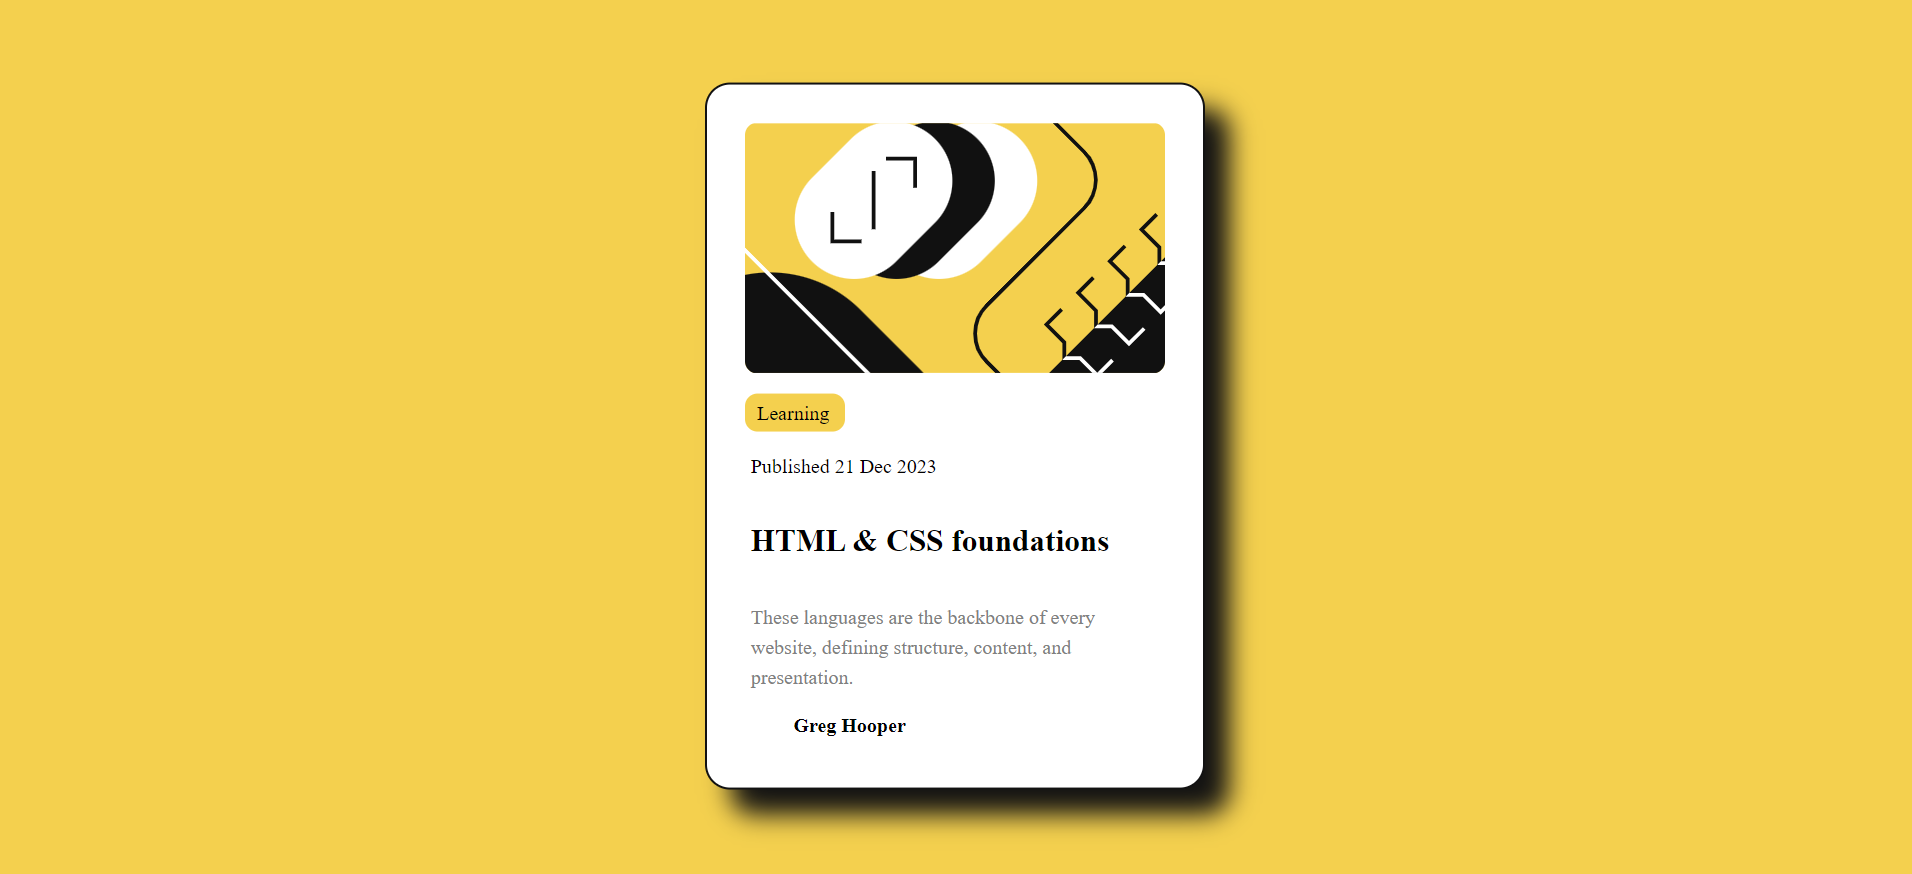 Learning
Published 21 Dec 2023
HTML & CSS foundations
These languages are the backbone of every
website, defining structure, content, and
presentation.
Greg Hooper